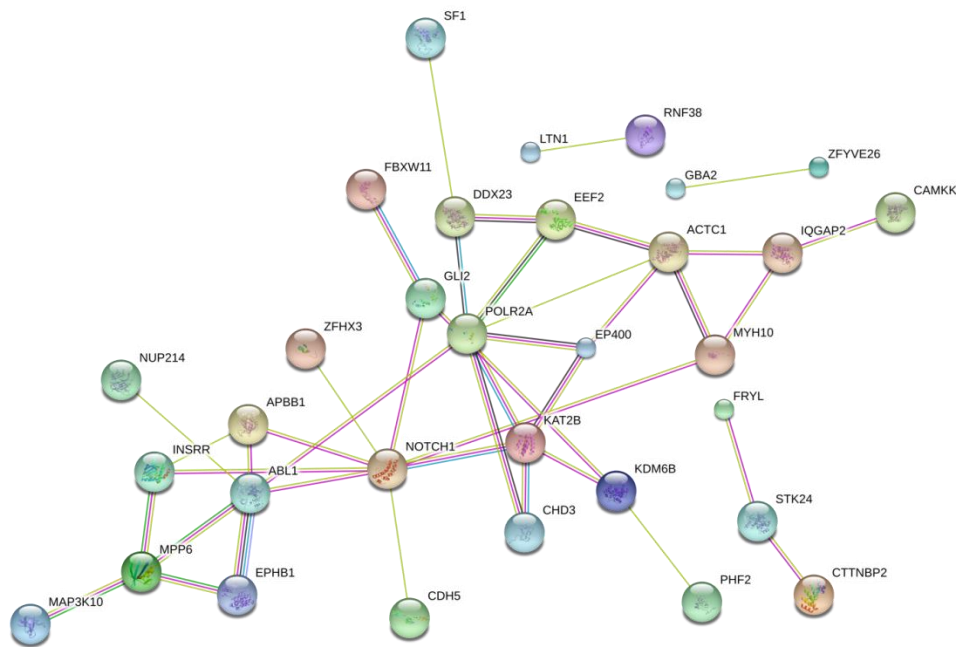 SF1
RNF38
LTN1
ZFYVE26
FBXW11
GBA2
CAMKK
DDX23
EEF2
ACTC1
IQGAP2
GLI2
POLR2A
ZFHX3
EP400
MYH10
NUP214
APBB1
FRYL
KAT2B
INSRR
NOTCH1
ABL1
KDM6B
STK24
CHD3
MPP6
EPHB1
PHF2
CTTNBP2
MAP3K10
CDH5